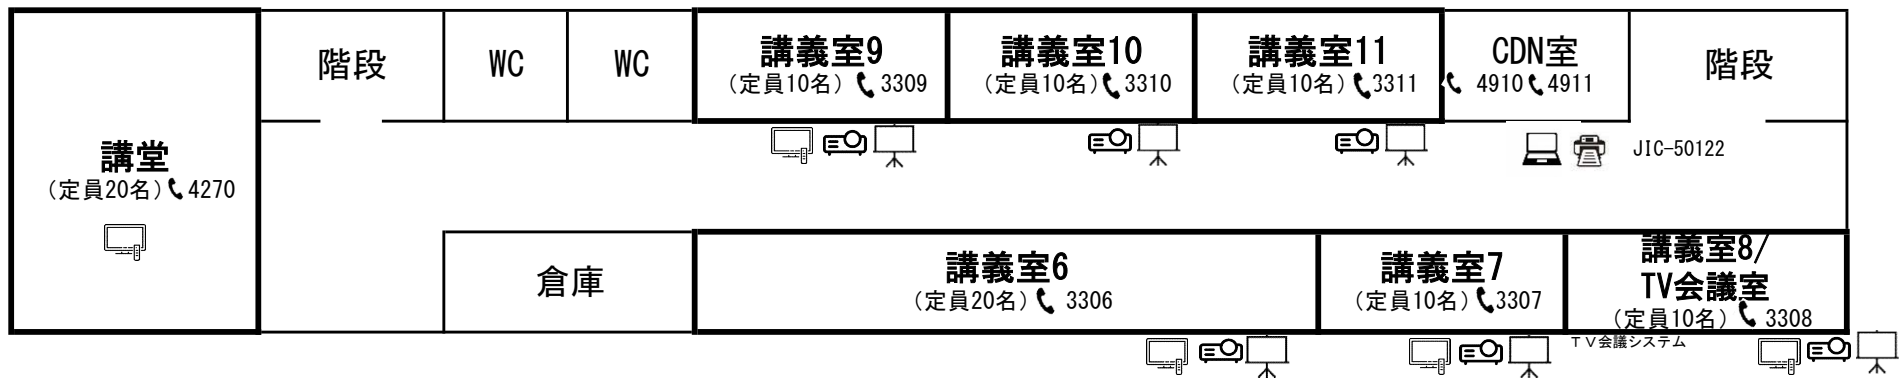 講堂
（定員20名） 4270
階段
WC
WC
講義室9
（定員10名） 3309
講義室10
（定員10名） 3310
講義室11
（定員10名） 3311
CDN室
4910 4911
階段
JIC-50122
倉庫
講義室6
（定員20名） 3306
講義室7
（定員10名） 3307
講義室8/
TV会議室
（定員10名） 3308
ＴＶ会議システム